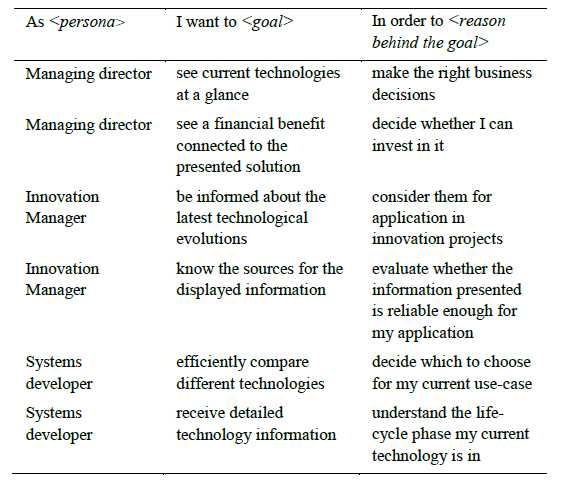 As <persona> I want to <goal> In order to <reason
behind the goal>
Managing director see current technologies make the right business
at a glance decisions
Managing director see a financial benefit decide whether I can
connected to the invest in it
presented solution
Innovation be informed about the consider them for
Manager latest technological application in
evolutions innovation projects
Innovation know the sources for the evaluate whether the
Manager displayed information information presented
is reliable enough for
my application
Systems efficiently compare decide which to choose
developer different technologies for my current use-case
Systems receive detailed understand the life-
developer technology information cycle phase my current
technology is in